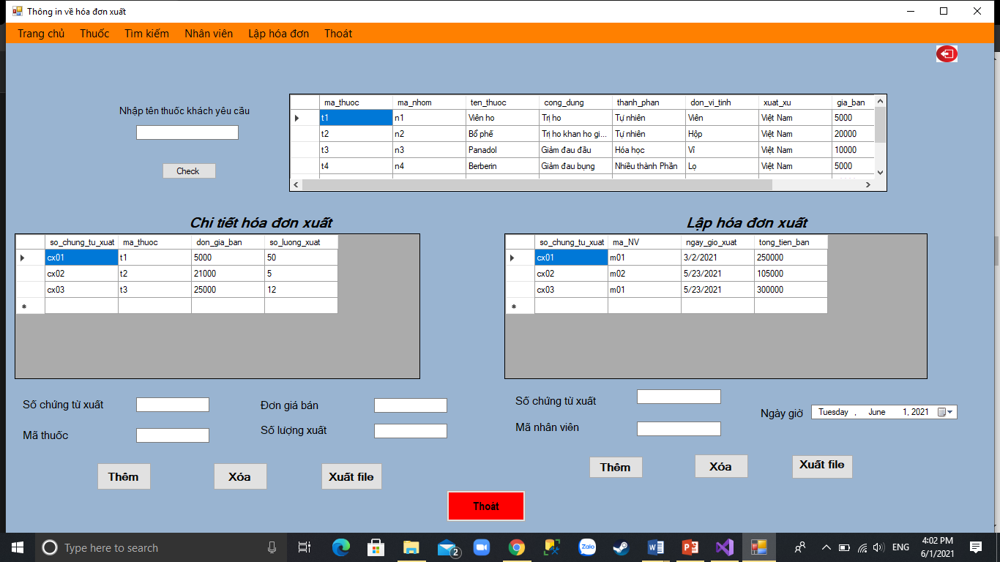 Thông in về hóa đơn xuất
Trang chủ Thuốc Tìm kiếm Nhân viên Lập hóa đơn Thoát
Nhập tên thuốc khách yêu cầu
Check
ma_thuoc ma_nhom ten_thuoc cong_dung thanh_phan don_vi_tinh xuat_xu gia_ban
t1 n1 Viên ho Trị ho Tự nhiên Viên Việt Nam 5000
t2 n2 Bổ phế Trị ho khan ho gi... Tự nhiên Hộp Việt Nam 20000
t3 n3 Panadol Giảm đau đầu Hóa học Vỉ Việt Nam 10000
t4 n4 Berberin Giảm đau bụng Nhiều thành Phần Lọ Việt Nam 5000
Chi tiết hóa đơn xuất
so_chung_tu_xuat ma_thuoc don_gia_ban so_luong_xuat
cx01 t1 5000 50
cx02 t2 21000 5
cx03 t3 25000 12
Lập hóa đơn xuất
so_chung_tu_xuat ma_NV ngay_gio_xuat tong_tien_ban
cx01 m01 3/2/2021 250000
cx02 m02 5/23/2021 105000
cx03 m01 5/23/2021 300000
Số chứng từ xuất
Đơn giá bán
Mã thuốc
Số lượng xuất
Thêm Xóa Xuất file
Số chứng từ xuất
Ngày giờ Tuesday , June 1, 2021
Mã nhân viên
Thêm Xóa Xuất file
Thoát
Type here to search
2
Zalo
ENG
4:02 PM
6/1/2021